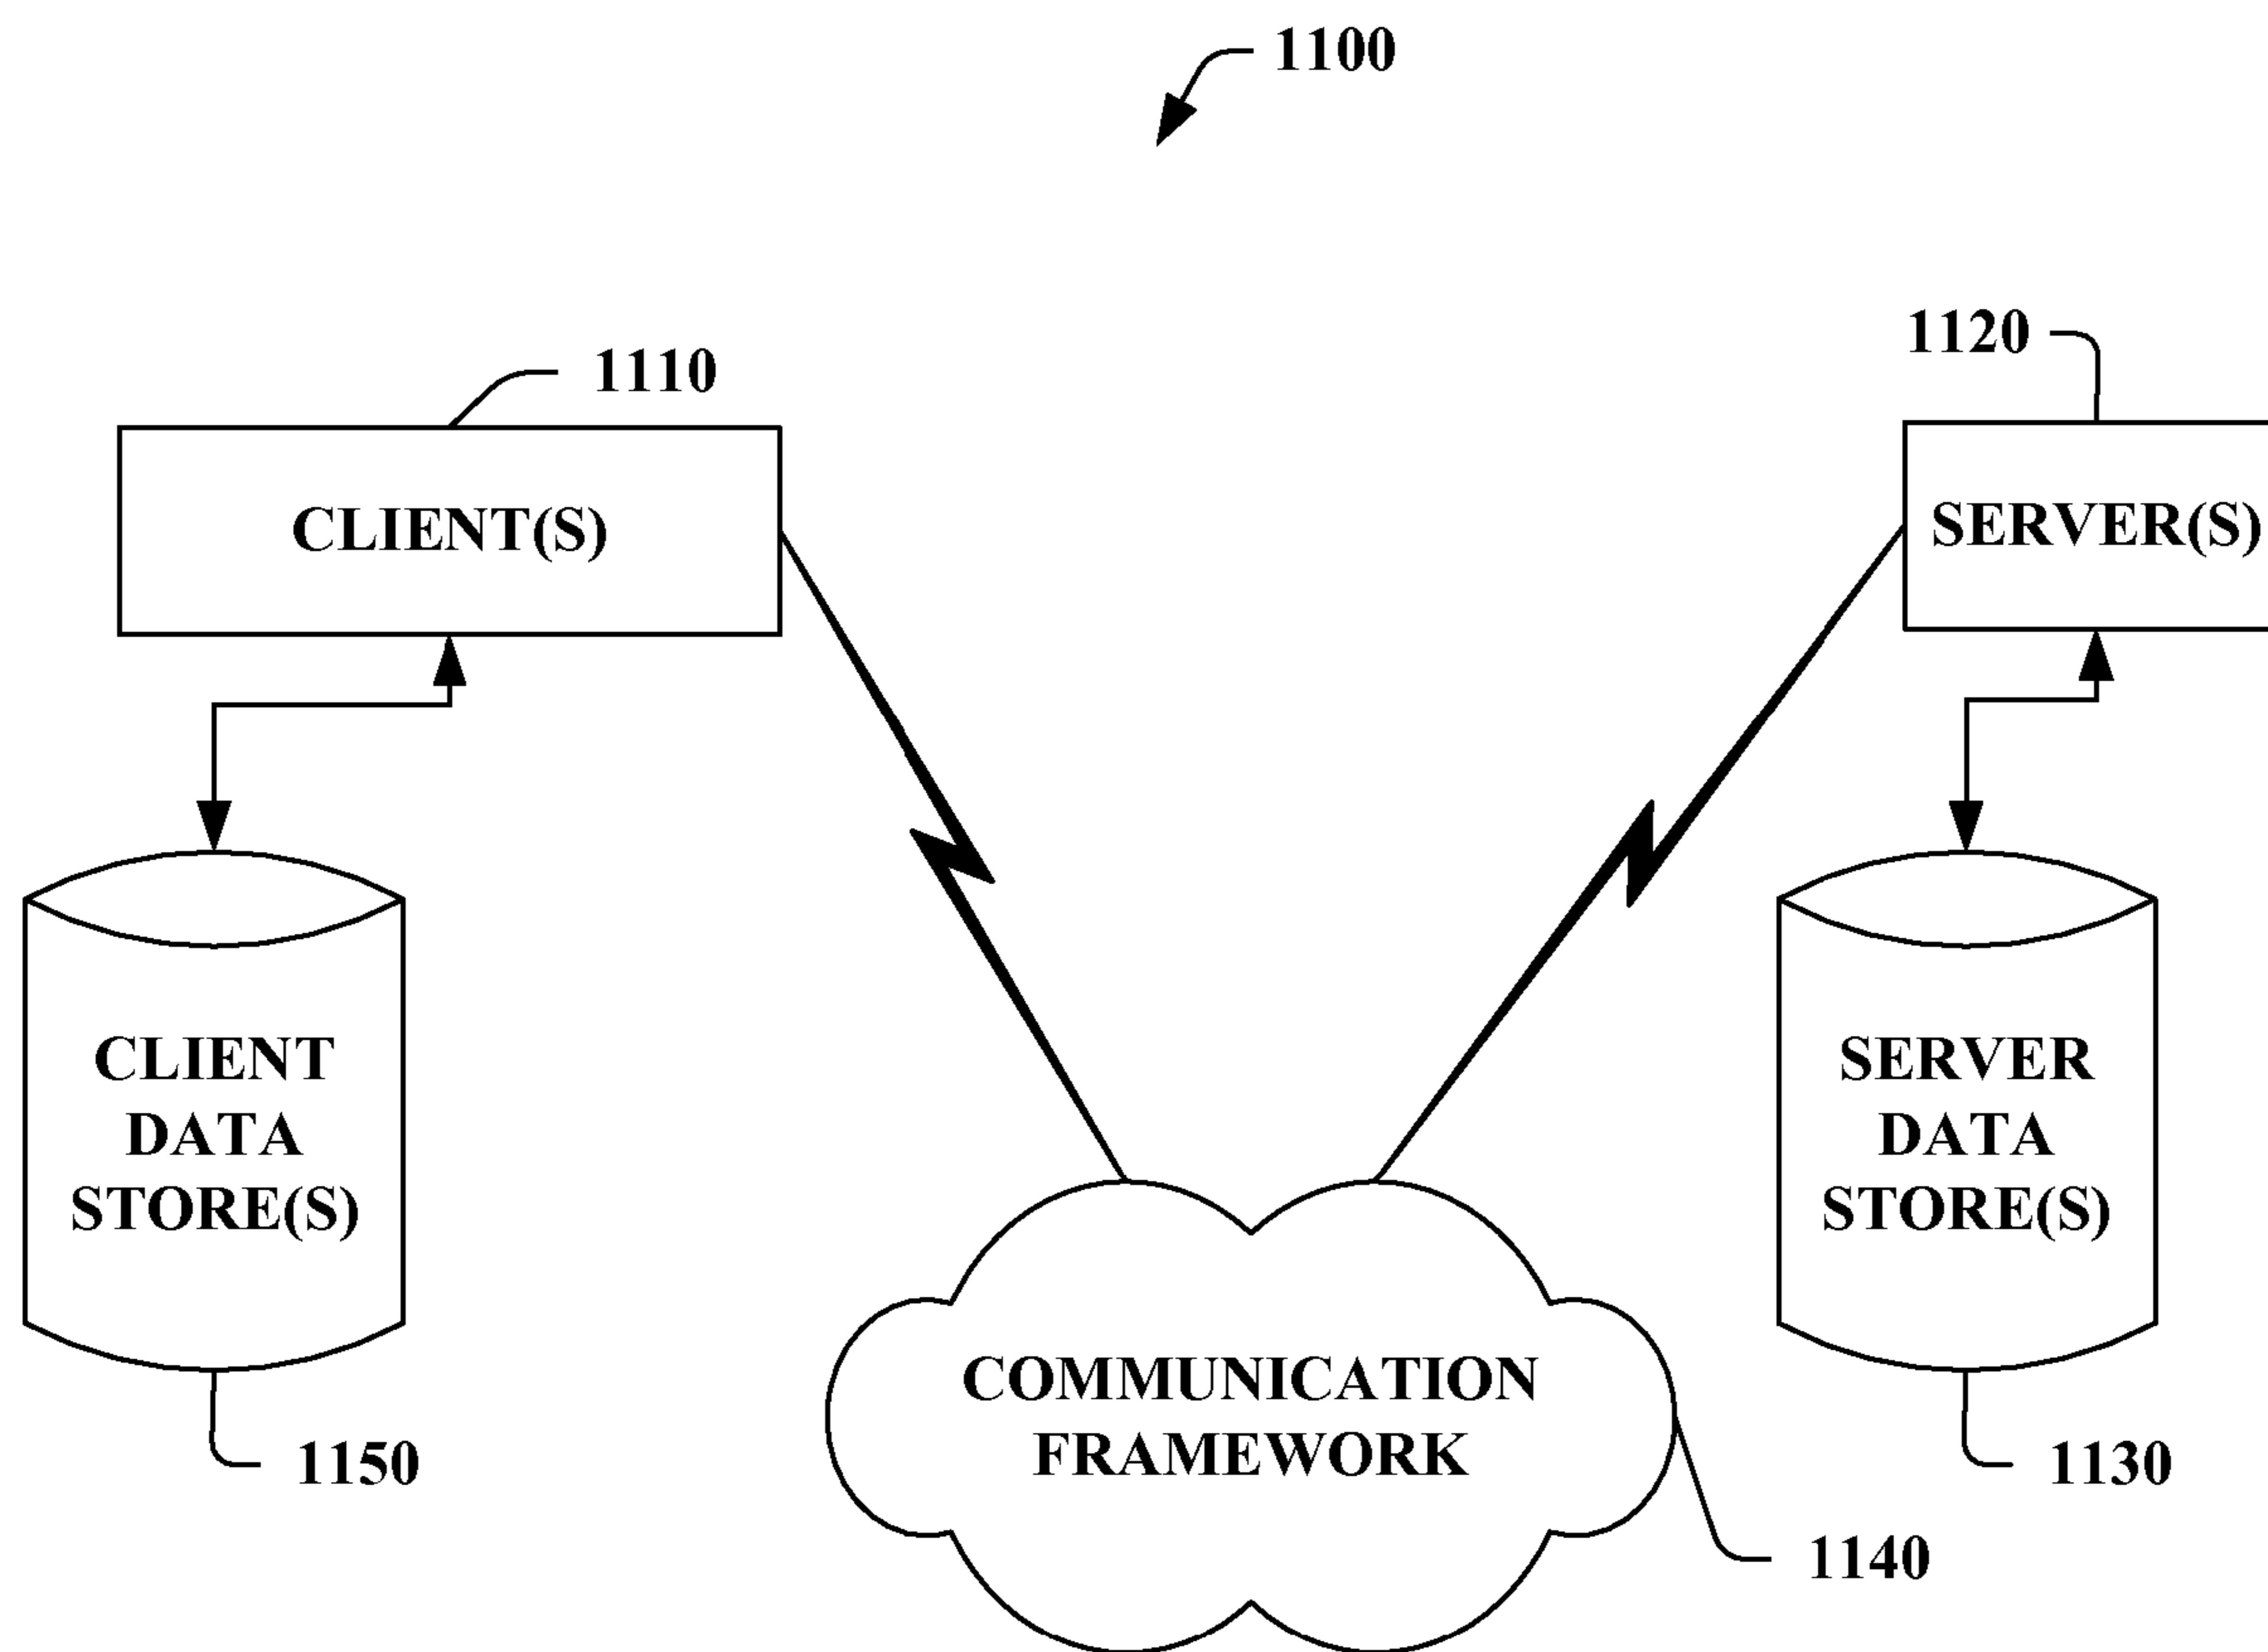 1100
1110
1120
CLIENT(S)
SERVER(S)
CLIENT
DATA
STORE(S)
SERVER
DATA
STORE(S)
COMMUNICATION
FRAMEWORK
1150
1130
1140